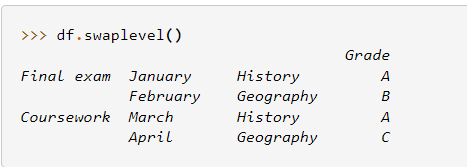 >>> df.swaplevel()
Grade
Final exam January History A
February Geography B
Coursework March History A
April Geography C